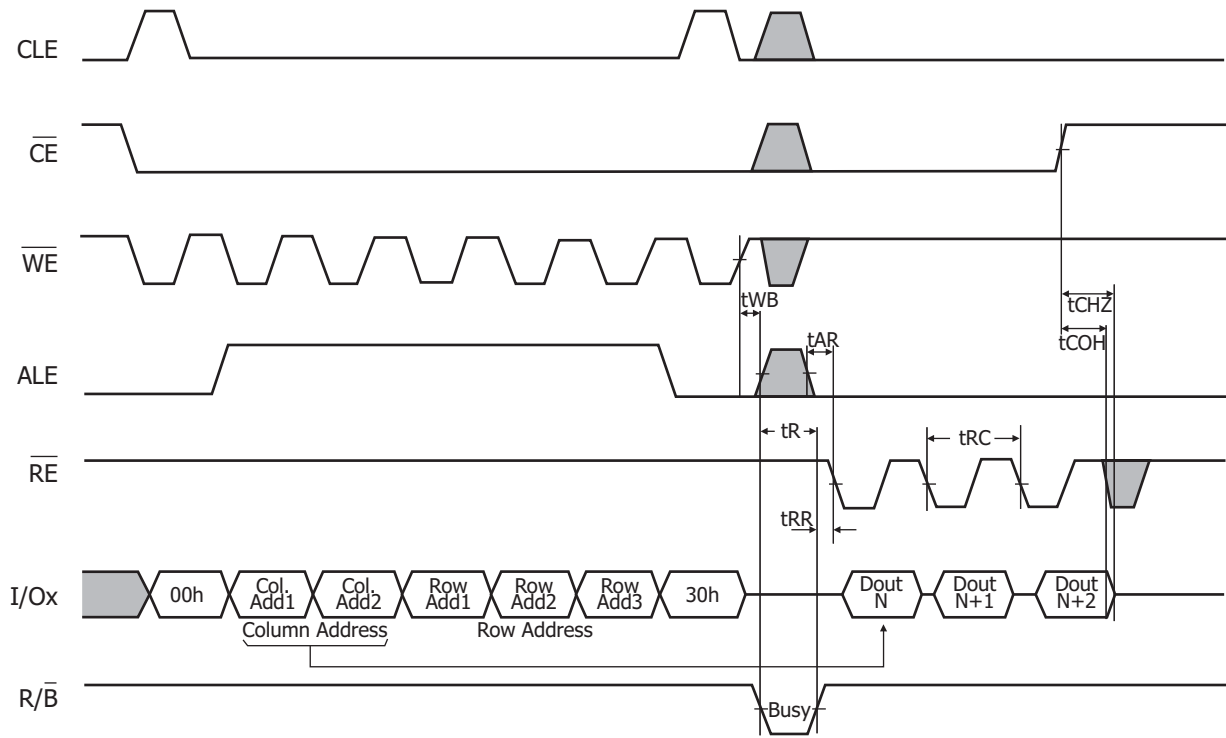 CLE
CE
WE
tWB
tCHZ
tAR
tCOH
ALE
tR
tRC
RE
tRR
I/Ox
00h
Col.
Add1
Col.
Add2
Row
Add1
Row
Add2
Row
Add3
30h
Dout
N
Dout
N+1
Dout
N+2
Column Address
Row Address
R/B
Busy